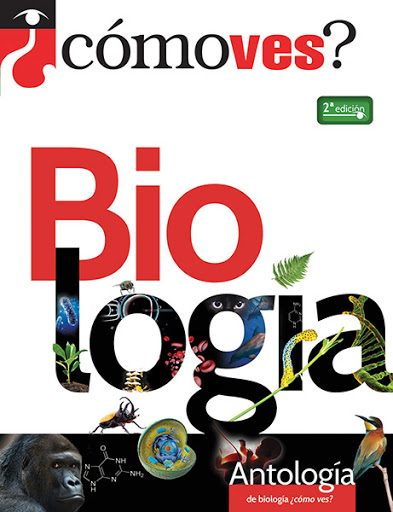 ¿cómoves?
2ª edición
Bio
logía
Antología
de biología ¿cómo ves?